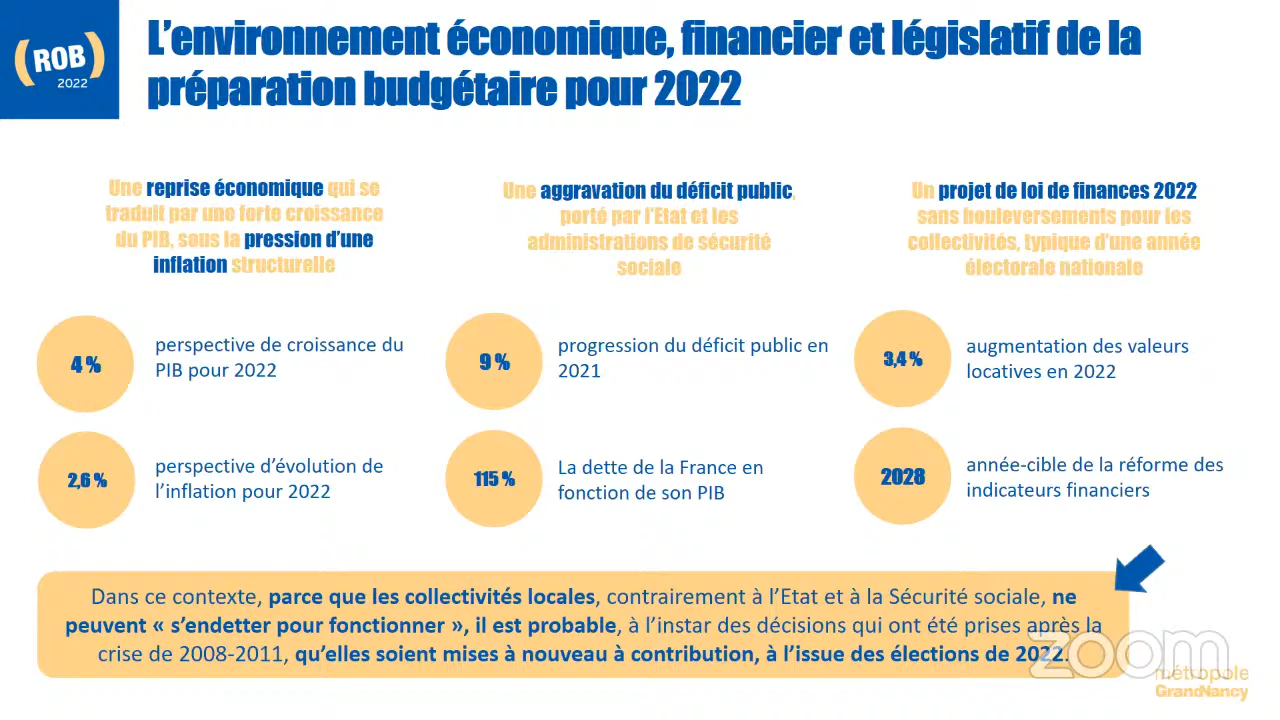 (ROB)
2022
L’environnement économique, financier et législatif de la
préparation budgétaire pour 2022
Une reprise économique qui se
traduit par une forte croissance
du PIB, sous la pression d’une
inflation structurelle
Une aggravation du déficit public,
porté par l’Etat et les
administrations de sécurité
sociale
Un projet de loi de finances 2022
sans bouleversements pour les
collectivités, typique d’une année
électorale nationale
4 %
perspective de croissance du
PIB pour 2022
9 %
progression du déficit public en
2021
3,4 %
augmentation des valeurs
locatives en 2022
2,6 %
perspective d’évolution de
l’inflation pour 2022
115 %
La dette de la France en
fonction de son PIB
2028
année-cible de la réforme des
indicateurs financiers
Dans ce contexte, parce que les collectivités locales, contrairement à l’Etat et à la Sécurité sociale, ne
peuvent « s’endetter pour fonctionner », il est probable, à l’instar des décisions qui ont été prises après la
crise de 2008-2011, qu’elles soient mises à nouveau à contribution, à l’issue des élections de 2022.
zoom
métropole
GrandNancy